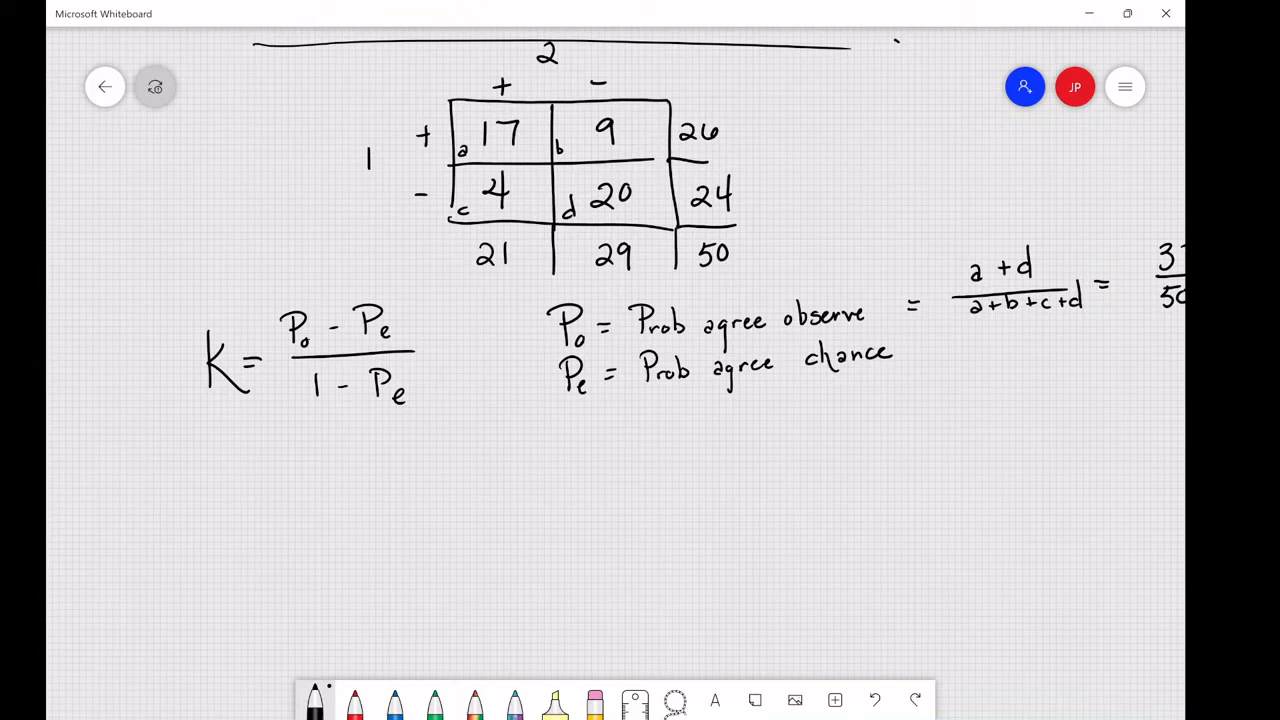 Microsoft Whiteboard
JP
2
+ -
1 + a 17 b 9 26
- c 4 d 20 24
21 29 50
K = Po - Pe / 1 - Pe
Po = Prob agree observe = a + d / a + b + c + d =
Pe = Prob agree chance
A